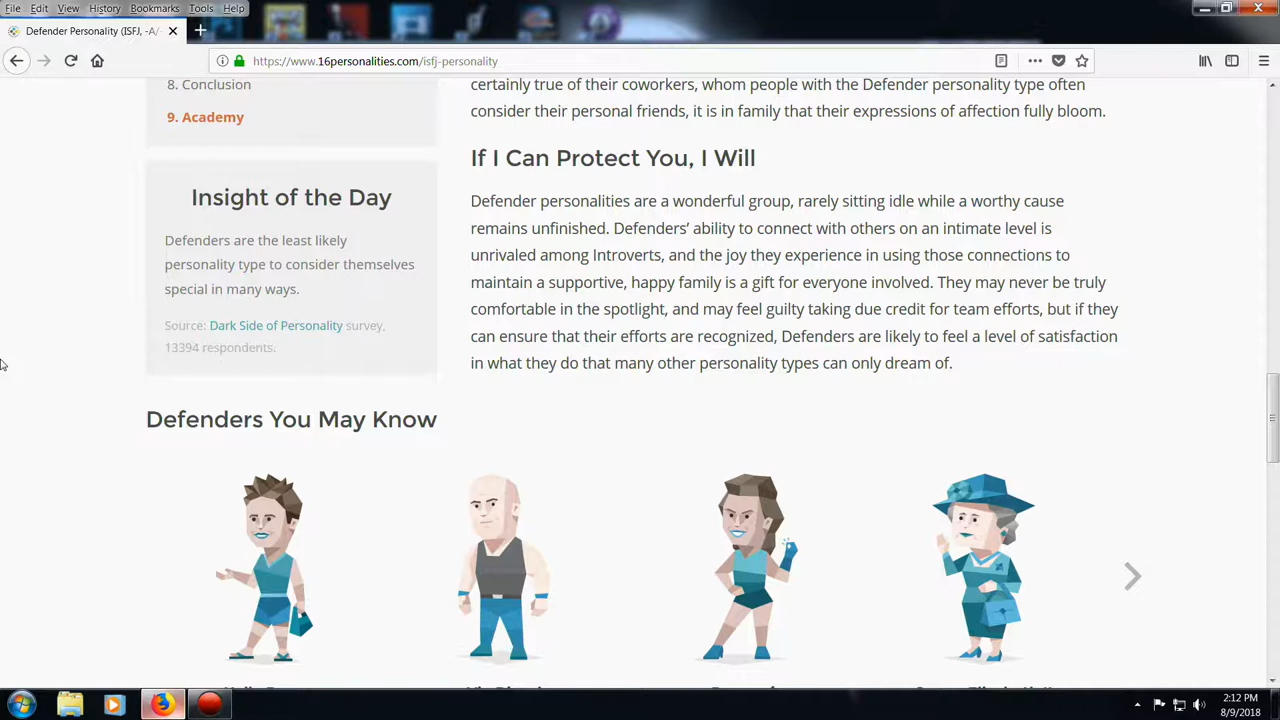 File Edit View History Bookmarks Tools Help
Defender Personality (ISFJ, -A/-
https://www.16personalities.com/isfj-personality
8. Conclusion
9. Academy
Insight of the Day
Defenders are the least likely
personality type to consider themselves
special in many ways.
Source: Dark Side of Personality survey,
13394 respondents.
certainly true of their coworkers, whom people with the Defender personality type often
consider their personal friends, it is in family that their expressions of affection fully bloom.
If I Can Protect You, I Will
Defender personalities are a wonderful group, rarely sitting idle while a worthy cause
remains unfinished. Defenders’ ability to connect with others on an intimate level is
unrivaled among Introverts, and the joy they experience in using those connections to
maintain a supportive, happy family is a gift for everyone involved. They may never be truly
comfortable in the spotlight, and may feel guilty taking due credit for team efforts, but if they
can ensure that their efforts are recognized, Defenders are likely to feel a level of satisfaction
in what they do that many other personality types can only dream of.
Defenders You May Know
2:12 PM
8/9/2018